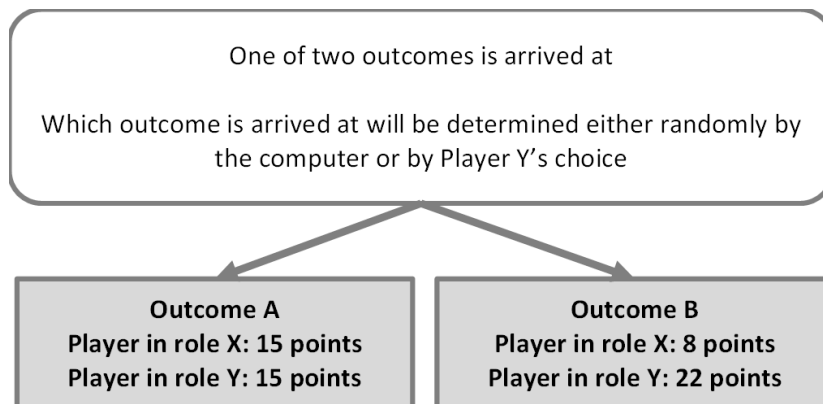 One of two outcomes is arrived at
Which outcome is arrived at will be determined either randomly by
the computer or by Player Y’s choice
Outcome A
Player in role X: 15 points
Player in role Y: 15 points
Outcome B
Player in role X: 8 points
Player in role Y: 22 points